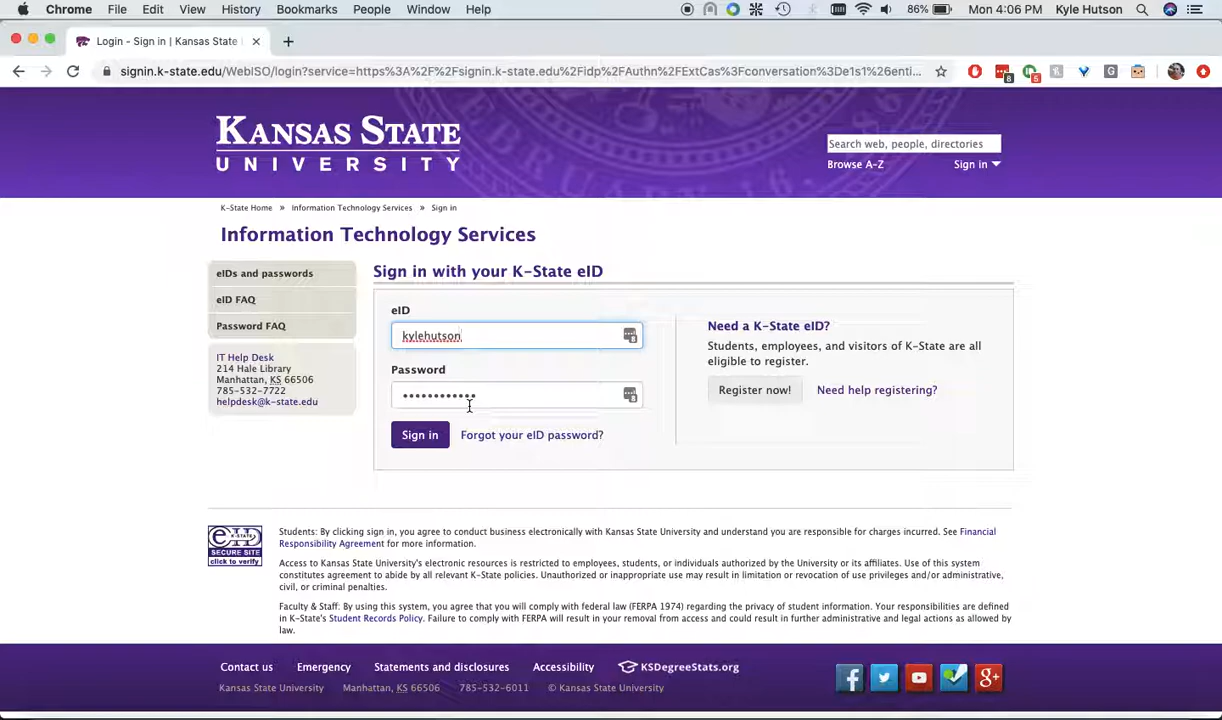 Chrome File Edit View History Bookmarks People Window Help 86% Mon 4:06 PM Kyle Hutson
Login - Sign in | Kansas State
signin.k-state.edu/WebISO/login?service=https%3A%2F%2Fsignin.k-state.edu%2Fidp%2FAuthn%2FExtCas%3Fconversation%3De1s1%26enti...
8
5
G
KANSAS STATE
UNIVERSITY
Search web, people, directories
Browse A-Z Sign in
K-State Home » Information Technology Services » Sign in
Information Technology Services
eIDs and passwords
eID FAQ
Password FAQ
IT Help Desk
214 Hale Library
Manhattan, KS 66506
785-532-7722
helpdesk@k-state.edu
Sign in with your K-State eID
eID
kylehutson
Password
••••••••••••
Sign in Forgot your eID password?
Need a K-State eID?
Students, employees, and visitors of K-State are all
eligible to register.
Register now! Need help registering?
K-STATE
eID
SECURE SITE
click to verify
Students: By clicking sign in, you agree to conduct business electronically with Kansas State University and understand you are responsible for charges incurred. See Financial
Responsibility Agreement for more information.
Access to Kansas State University's electronic resources is restricted to employees, students, or individuals authorized by the University or its affiliates. Use of this system
constitutes agreement to abide by all relevant K-State policies. Unauthorized or inappropriate use may result in limitation or revocation of use privileges and/or administrative,
civil, or criminal penalties.
Faculty & Staff: By using this system, you agree that you will comply with federal law (FERPA 1974) regarding the privacy of student information. Your responsibilities are defined
in K-State's Student Records Policy. Failure to comply with FERPA will result in your removal from access and could result in further administrative and legal actions as allowed by
law.
Contact us Emergency Statements and disclosures Accessibility KSDegreeStats.org
Kansas State University Manhattan, KS 66506 785-532-6011 © Kansas State University